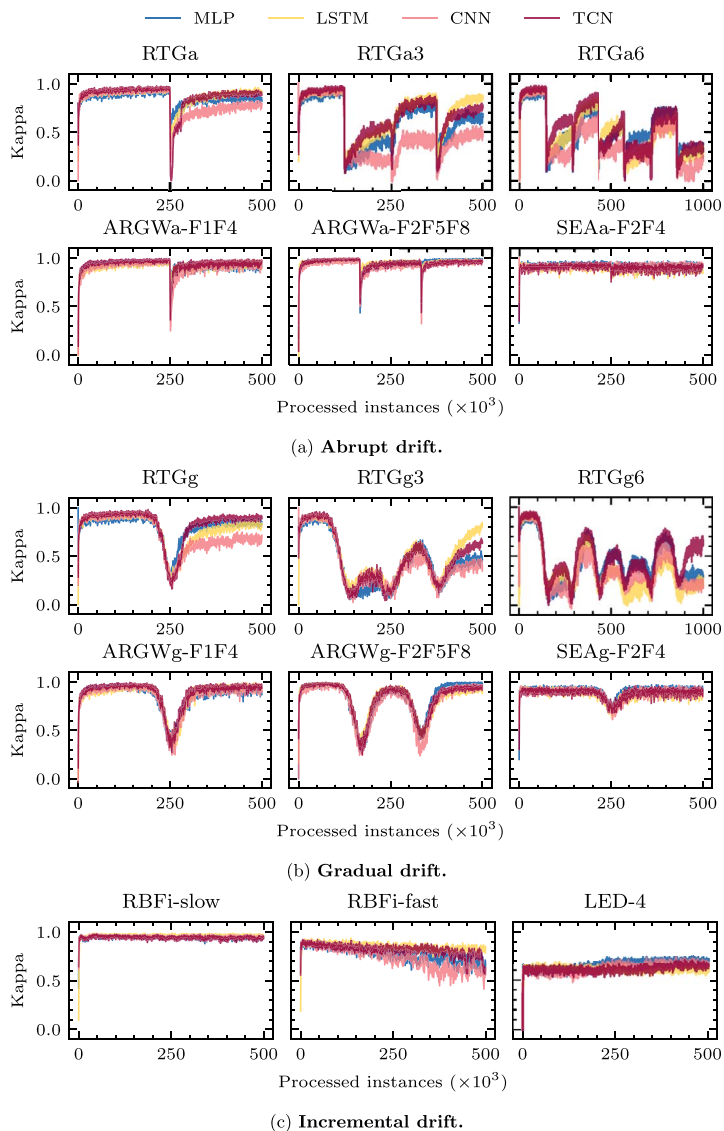 MLP LSTM CNN TCN
RTGa RTGa3 RTGa6
Kappa
1.0
0.5
0.0
0 250 500 0 250 500 0 500 1000
ARGWa-F1F4 ARGWa-F2F5F8 SEAa-F2F4
Kappa
1.0
0.5
0.0
0 250 500 0 250 500 0 250 500
Processed instances (×10³)
(a) Abrupt drift.
RTGg RTGg3 RTGg6
Kappa
1.0
0.5
0.0
0 250 500 0 250 500 0 500 1000
ARGWg-F1F4 ARGWg-F2F5F8 SEAg-F2F4
Kappa
1.0
0.5
0.0
0 250 500 0 250 500 0 250 500
Processed instances (×10³)
(b) Gradual drift.
RBFi-slow RBFi-fast LED-4
Kappa
1.0
0.5
0.0
0 250 500 0 250 500 0 250 500
Processed instances (×10³)
(c) Incremental drift.